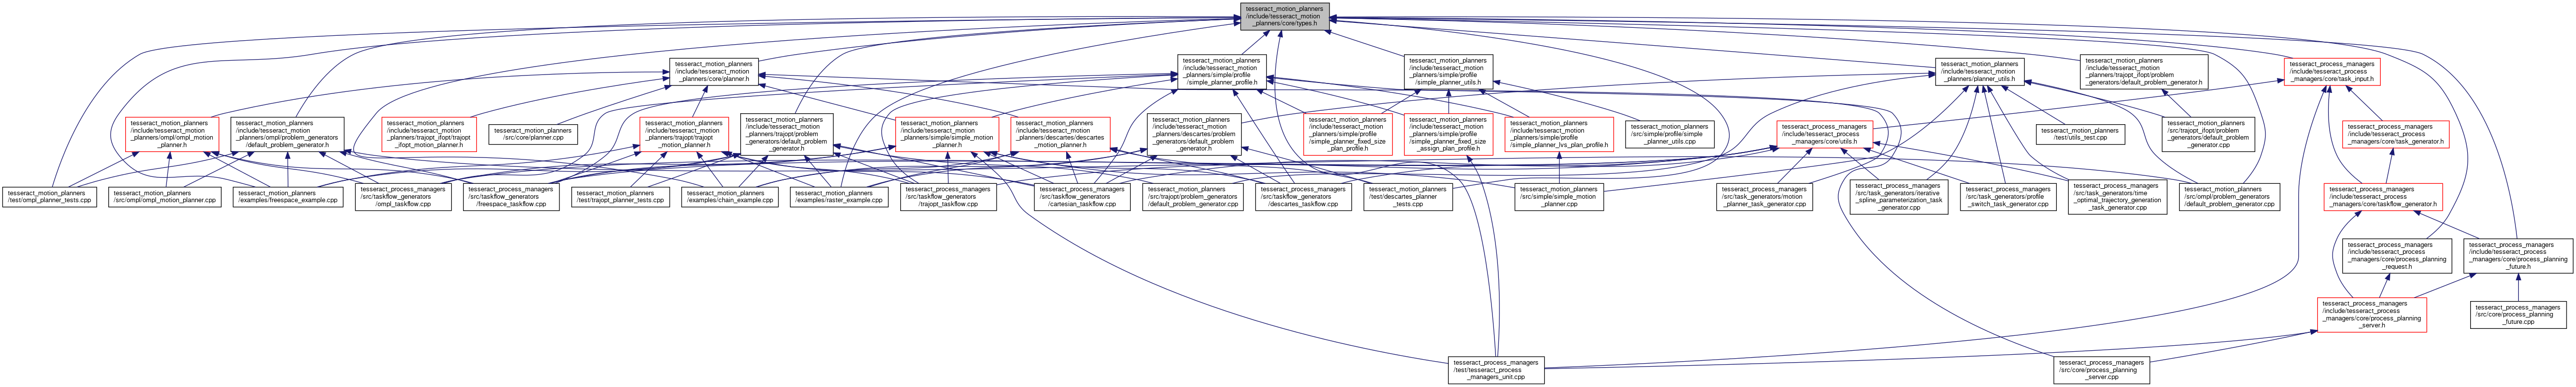 tesseract_motion_planners
/include/tesseract_motion
_planners/core/types.h
tesseract_motion_planners
/include/tesseract_motion
_planners/core/planner.h
tesseract_motion_planners
/include/tesseract_motion
_planners/simple/profile
/simple_planner_profile.h
tesseract_motion_planners
/include/tesseract_motion
_planners/simple/profile
/simple_planner_utils.h
tesseract_motion_planners
/include/tesseract_motion
_planners/planner_utils.h
tesseract_motion_planners
/include/tesseract_motion
_planners/trajopt_ifopt/problem
_generators/default_problem_generator.h
tesseract_process_managers
/include/tesseract_process
_managers/core/task_input.h
tesseract_motion_planners
/include/tesseract_motion
_planners/ompl/ompl_motion
_planner.h
tesseract_motion_planners
/include/tesseract_motion
_planners/ompl/problem_generators
/default_problem_generator.h
tesseract_motion_planners
/include/tesseract_motion
_planners/trajopt_ifopt/trajopt
_ifopt_motion_planner.h
tesseract_motion_planners
/src/core/planner.cpp
tesseract_motion_planners
/include/tesseract_motion
_planners/trajopt/trajopt
_motion_planner.h
tesseract_motion_planners
/include/tesseract_motion
_planners/trajopt/problem
_generators/default_problem
_generator.h
tesseract_motion_planners
/include/tesseract_motion
_planners/simple/simple_motion
_planner.h
tesseract_motion_planners
/include/tesseract_motion
_planners/descartes/descartes
_motion_planner.h
tesseract_motion_planners
/include/tesseract_motion
_planners/descartes/problem
_generators/default_problem
_generator.h
tesseract_motion_planners
/include/tesseract_motion
_planners/simple/profile
/simple_planner_fixed_size
_plan_profile.h
tesseract_motion_planners
/include/tesseract_motion
_planners/simple/profile
/simple_planner_fixed_size
_assign_plan_profile.h
tesseract_motion_planners
/include/tesseract_motion
_planners/simple/profile
/simple_planner_lvs_plan_profile.h
tesseract_motion_planners
/src/simple/profile/simple
_planner_utils.cpp
tesseract_process_managers
/include/tesseract_process
_managers/core/utils.h
tesseract_motion_planners
/test/utils_test.cpp
tesseract_motion_planners
/src/trajopt_ifopt/problem
_generators/default_problem
_generator.cpp
tesseract_process_managers
/include/tesseract_process
_managers/core/task_generator.h
tesseract_motion_planners
/test/ompl_planner_tests.cpp
tesseract_motion_planners
/src/ompl/ompl_motion_planner.cpp
tesseract_motion_planners
/examples/freespace_example.cpp
tesseract_process_managers
/src/taskflow_generators
/ompl_taskflow.cpp
tesseract_process_managers
/src/taskflow_generators
/freespace_taskflow.cpp
tesseract_motion_planners
/test/trajopt_planner_tests.cpp
tesseract_motion_planners
/examples/chain_example.cpp
tesseract_motion_planners
/examples/raster_example.cpp
tesseract_process_managers
/src/taskflow_generators
/trajopt_taskflow.cpp
tesseract_process_managers
/src/taskflow_generators
/cartesian_taskflow.cpp
tesseract_motion_planners
/src/trajopt/problem_generators
/default_problem_generator.cpp
tesseract_process_managers
/src/taskflow_generators
/descartes_taskflow.cpp
tesseract_motion_planners
/test/descartes_planner
_tests.cpp
tesseract_motion_planners
/src/simple/simple_motion
_planner.cpp
tesseract_process_managers
/src/task_generators/motion
_planner_task_generator.cpp
tesseract_process_managers
/src/task_generators/iterative
_spline_parameterization_task
_generator.cpp
tesseract_process_managers
/src/task_generators/profile
_switch_task_generator.cpp
tesseract_process_managers
/src/task_generators/time
_optimal_trajectory_generation
_task_generator.cpp
tesseract_motion_planners
/src/ompl/problem_generators
/default_problem_generator.cpp
tesseract_process_managers
/include/tesseract_process
_managers/core/taskflow_generator.h
tesseract_process_managers
/include/tesseract_process
_managers/core/process_planning
_request.h
tesseract_process_managers
/include/tesseract_process
_managers/core/process_planning
_future.h
tesseract_process_managers
/include/tesseract_process
_managers/core/process_planning
_server.h
tesseract_process_managers
/src/core/process_planning
_future.cpp
tesseract_process_managers
/test/tesseract_process
_managers_unit.cpp
tesseract_process_managers
/src/core/process_planning
_server.cpp